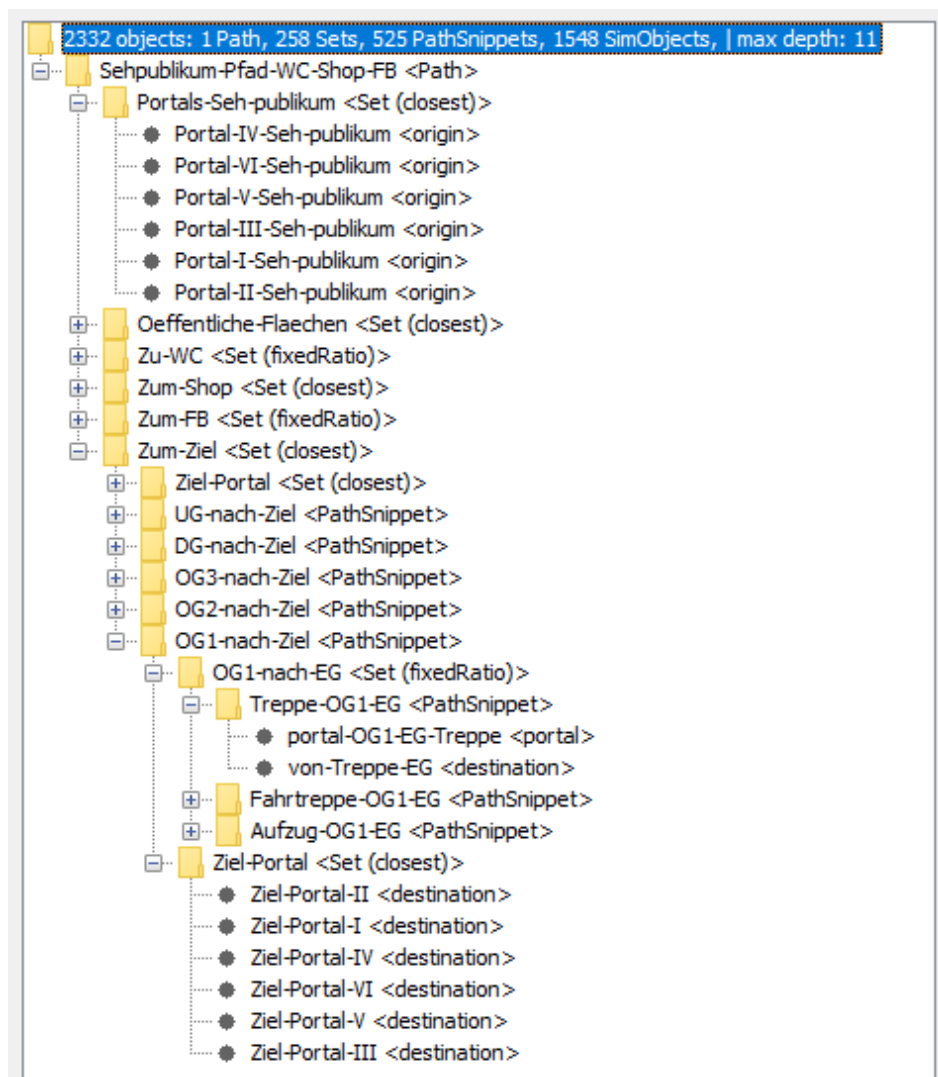 2332 objects: 1 Path, 258 Sets, 525 PathSnippets, 1548 SimObjects, | max depth: 11
Sehpublikum-Pfad-WC-Shop-FB <Path>
Portals-Seh-publikum <Set (closest)>
Portal-IV-Seh-publikum <origin>
Portal-VI-Seh-publikum <origin>
Portal-V-Seh-publikum <origin>
Portal-III-Seh-publikum <origin>
Portal-I-Seh-publikum <origin>
Portal-II-Seh-publikum <origin>
Oeffentliche-Flaechen <Set (closest)>
Zu-WC <Set (fixedRatio)>
Zum-Shop <Set (closest)>
Zum-FB <Set (fixedRatio)>
Zum-Ziel <Set (closest)>
Ziel-Portal <Set (closest)>
UG-nach-Ziel <PathSnippet>
DG-nach-Ziel <PathSnippet>
OG3-nach-Ziel <PathSnippet>
OG2-nach-Ziel <PathSnippet>
OG1-nach-Ziel <PathSnippet>
OG1-nach-EG <Set (fixedRatio)>
Treppe-OG1-EG <PathSnippet>
portal-OG1-EG-Treppe <portal>
von-Treppe-EG <destination>
Fahrtreppe-OG1-EG <PathSnippet>
Aufzug-OG1-EG <PathSnippet>
Ziel-Portal <Set (closest)>
Ziel-Portal-II <destination>
Ziel-Portal-I <destination>
Ziel-Portal-IV <destination>
Ziel-Portal-VI <destination>
Ziel-Portal-V <destination>
Ziel-Portal-III <destination>